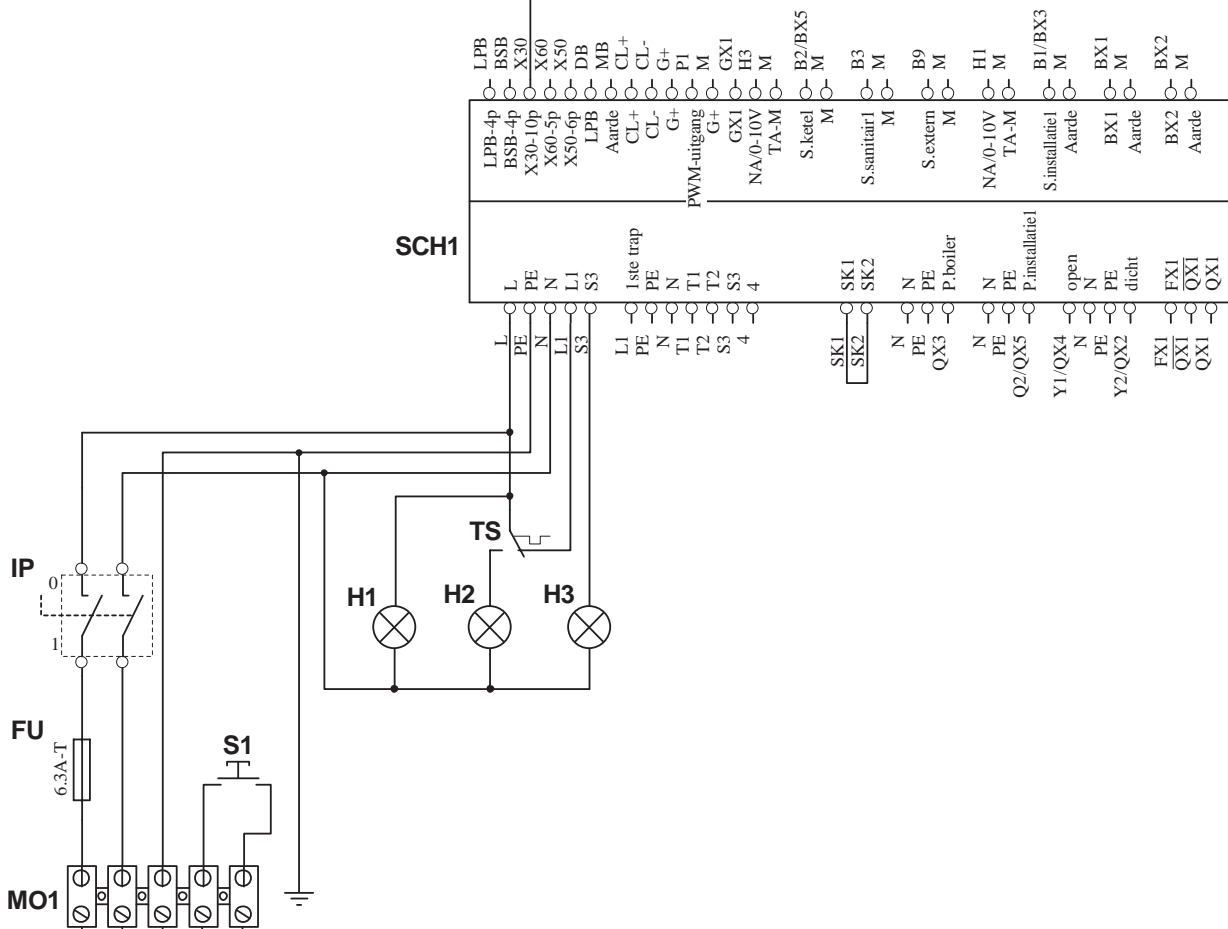 LPB
BSB
X30
X60
X50
DB
MB
CL+
CL-
G+
P1
M
GX1
H3
M
B2/BX5
M
B3
M
B9
M
H1
M
B1/BX3
M
BX1
M
BX2
M
LPB-4p
BSB-4p
X30-10p
X60-5p
X50-6p
LPB
Aarde
CL+
CL-
G+
PWM-uitgang
G+
GX1
NA/0-10V
TA-M
S.ketel
M
S.sanitair1
M
S.extern
M
NA/0-10V
TA-M
S.installatie1
Aarde
BX1
Aarde
BX2
Aarde
SCH1
L
PE
N
L1
S3
1ste trap
PE
N
T1
T2
S3
4
SK1
SK2
N
PE
P.boiler
N
PE
P.installatie1
open
N
PE
dicht
FX1
QX1
QX1
L
PE
N
L1
S3
L1
PE
N
T1
T2
S3
4
SK1
SK2
N
PE
QX3
N
PE
Q2/QX5
Y1/QX4
N
PE
Y2/QX2
FX1
QX1
QX1
TS
IP
0
1
H1
H2
H3
FU
6.3A-T
S1
MO1